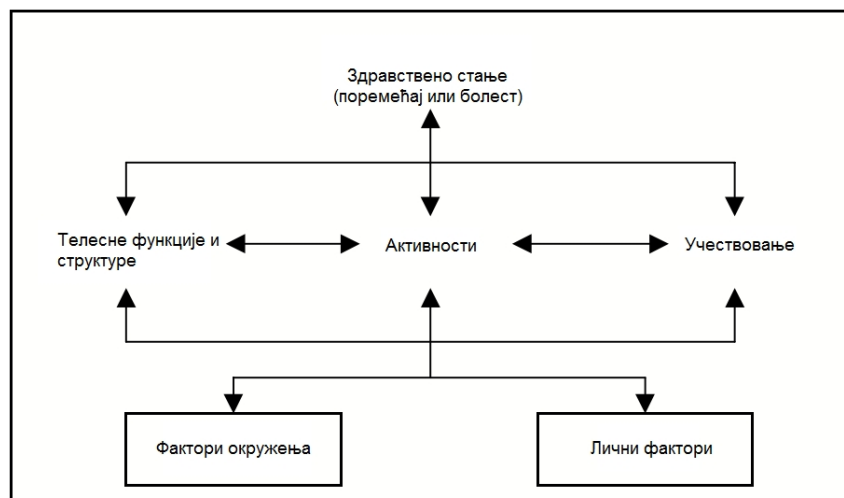 Здравствено стање
(поремећај или болест)
Телесне функције и
структуре
Активности
Учествовање
Фактори окружења
Лични фактори